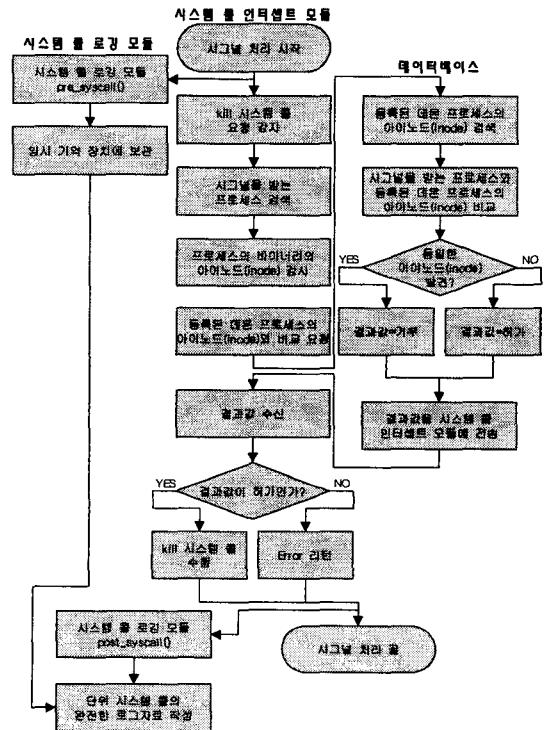 시스템 콜 인터셉트 모듈
시스템 콜 로깅 모듈
데이타베이스
시그널 처리 시작
시스템 콜 로깅 모듈
pre_syscall()
임시 기억 장치에 보관
kill 시스템 콜
요청 감지
시그널을 받는
프로세스 검색
프로세스의 바이너리의
아이노드(inode) 감시
등록된 데몬 프로세스의
아이노드(inode)와 비교 요청
등록된 데몬 프로세스의
아이노드(inode) 검색
시그널을 받는 프로세스와
등록된 데몬 프로세스의
아이노드(inode) 비교
YES
동일한
아이노드(inode)
발견?
NO
결과값=거부
결과값=허가
결과값을 시스템 콜
인터셉트 모듈에 전송
결과값 수신
YES
결과값이 허가인가?
NO
kill 시스템 콜
수행
Error 리턴
시스템 콜 로깅 모듈
post_syscall()
시그널 처리 끝
단위 시스템 콜의
완전한 로그자료 작성